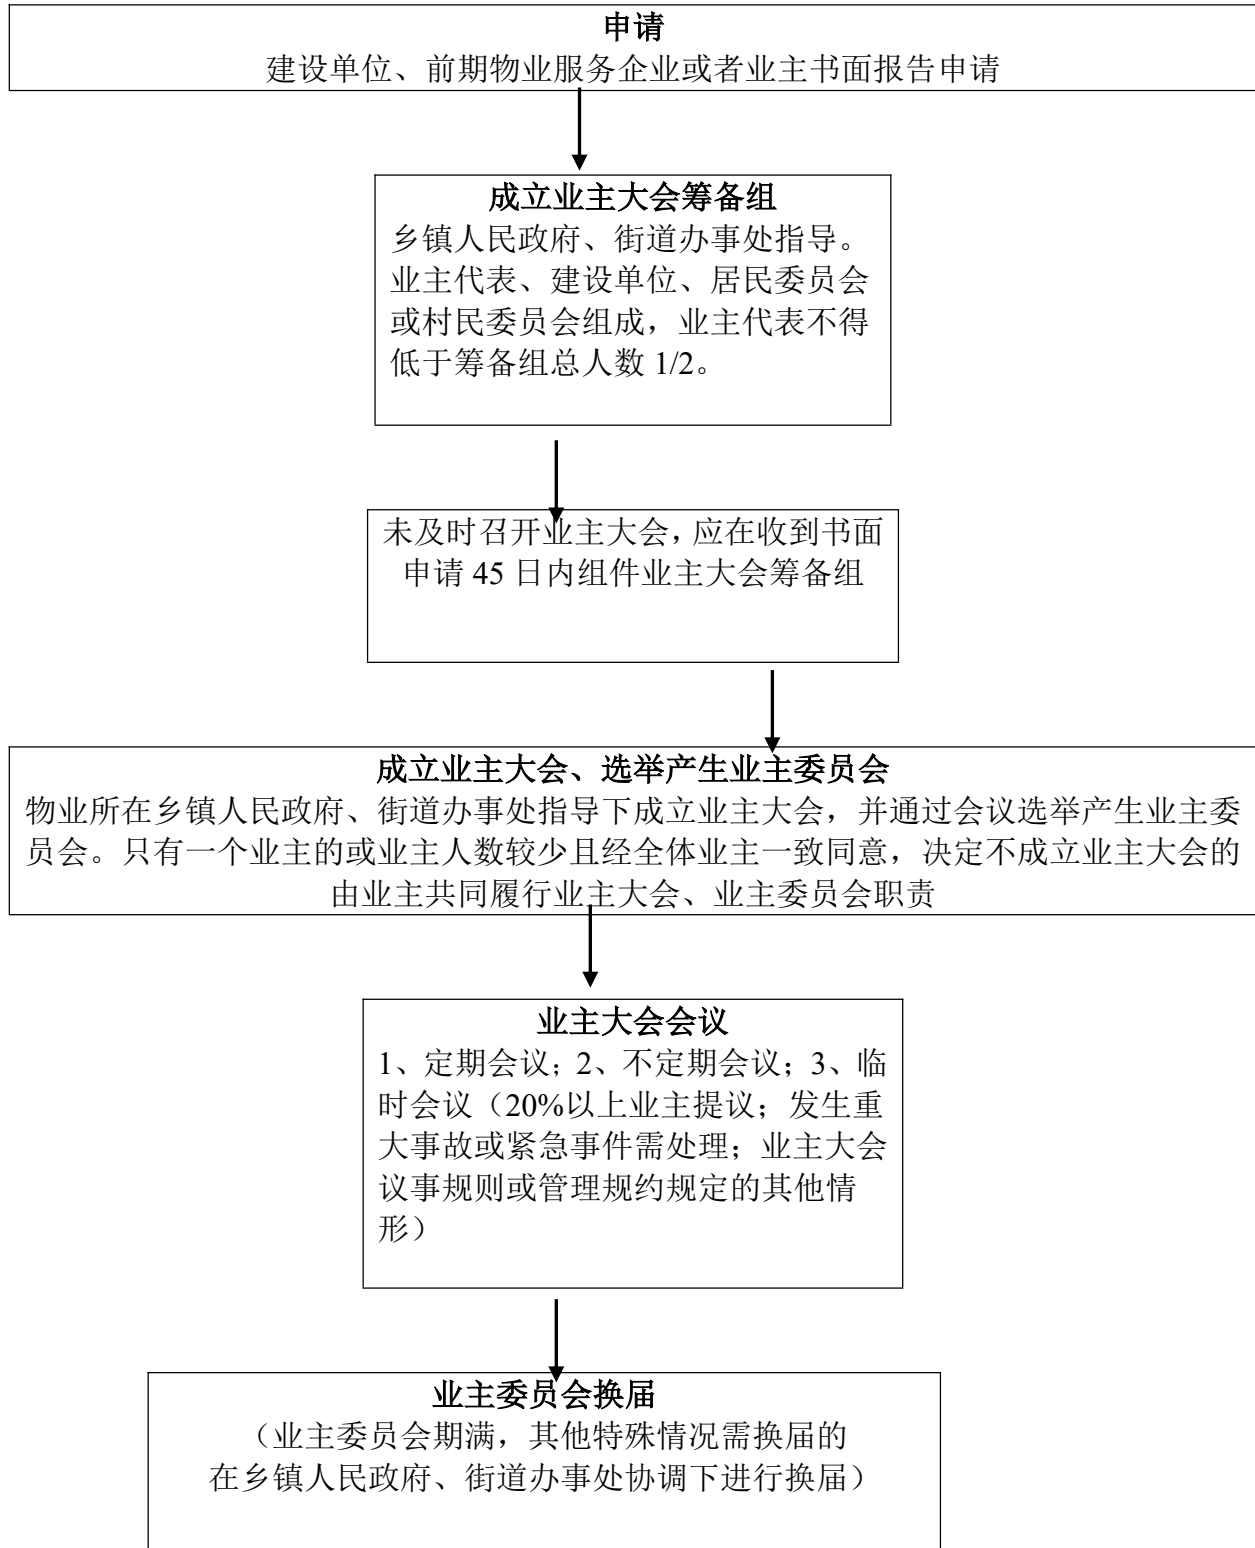 申请
建设单位、前期物业服务企业或者业主书面报告申请
成立业主大会筹备组
乡镇人民政府、街道办事处指导。
业主代表、建设单位、居民委员会
或村民委员会组成，业主代表不得
低于筹备组总人数 1/2。
未及时召开业主大会，应在收到书面
申请 45 日内组件业主大会筹备组
成立业主大会、选举产生业主委员会
物业所在乡镇人民政府、街道办事处指导下成立业主大会，并通过会议选举产生业主委
员会。只有一个业主的或业主人数较少且经全体业主一致同意，决定不成立业主大会的
由业主共同履行业主大会、业主委员会职责
业主大会会议
1、定期会议；2、不定期会议；3、临
时会议（20%以上业主提议；发生重
大事故或紧急事件需处理；业主大会
议事规则或管理规约规定的其他情
形）
业主委员会换届
（业主委员会期满，其他特殊情况需换届的
在乡镇人民政府、街道办事处协调下进行换届）